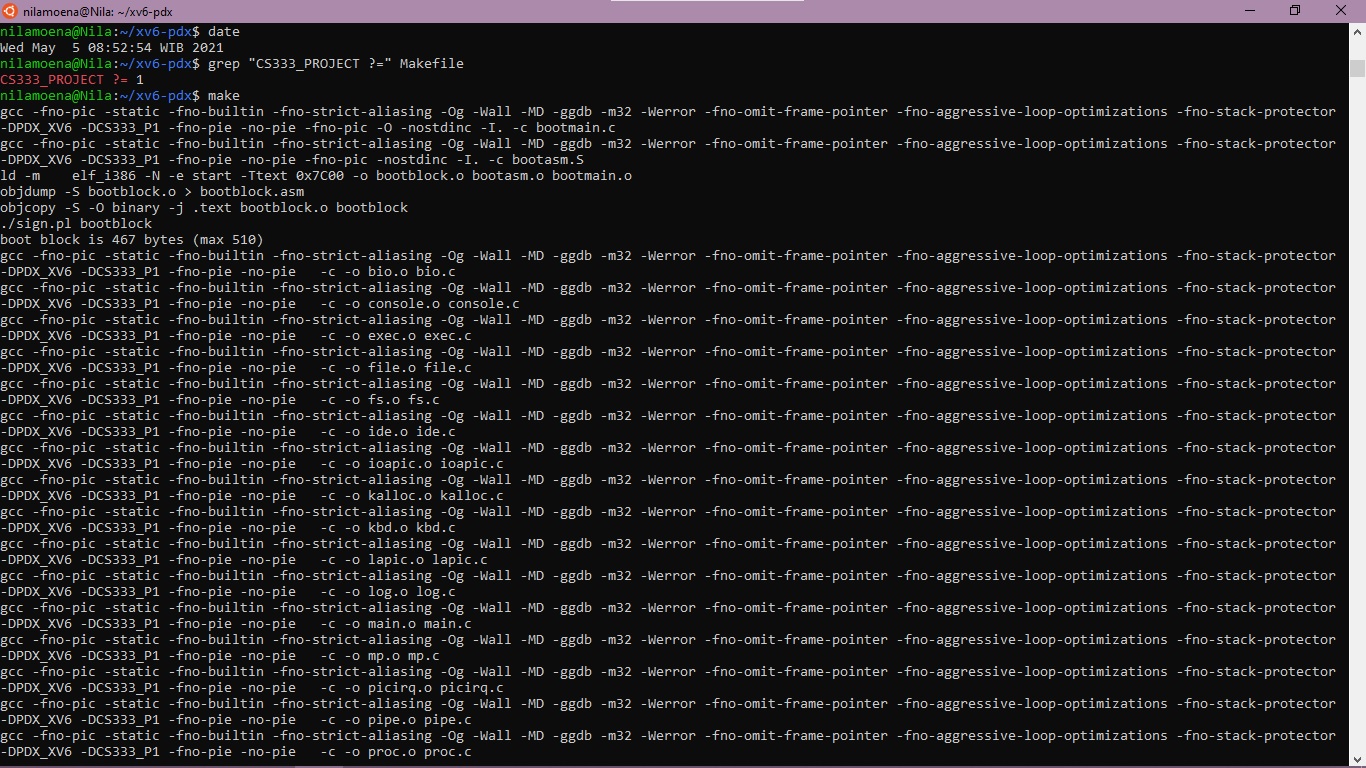 nilamoena@Nila: ~/xv6-pdx
nilamoena@Nila:~/xv6-pdx$ date
Wed May  5 08:52:54 WIB 2021
nilamoena@Nila:~/xv6-pdx$ grep "CS333_PROJECT ?=" Makefile
CS333_PROJECT ?= 1
nilamoena@Nila:~/xv6-pdx$ make
gcc -fno-pic -static -fno-builtin -fno-strict-aliasing -Og -Wall -MD -ggdb -m32 -Werror -fno-omit-frame-pointer -fno-aggressive-loop-optimizations -fno-stack-protector
-DPDX_XV6 -DCS333_P1 -fno-pie -no-pie -fno-pic -O -nostdinc -I. -c bootmain.c
gcc -fno-pic -static -fno-builtin -fno-strict-aliasing -Og -Wall -MD -ggdb -m32 -Werror -fno-omit-frame-pointer -fno-aggressive-loop-optimizations -fno-stack-protector
-DPDX_XV6 -DCS333_P1 -fno-pie -no-pie -fno-pic -nostdinc -I. -c bootasm.S
ld -m    elf_i386 -N -e start -Ttext 0x7C00 -o bootblock.o bootasm.o bootmain.o
objdump -S bootblock.o > bootblock.asm
objcopy -S -O binary -j .text bootblock.o bootblock
./sign.pl bootblock
boot block is 467 bytes (max 510)
gcc -fno-pic -static -fno-builtin -fno-strict-aliasing -Og -Wall -MD -ggdb -m32 -Werror -fno-omit-frame-pointer -fno-aggressive-loop-optimizations -fno-stack-protector
-DPDX_XV6 -DCS333_P1 -fno-pie -no-pie   -c -o bio.o bio.c
gcc -fno-pic -static -fno-builtin -fno-strict-aliasing -Og -Wall -MD -ggdb -m32 -Werror -fno-omit-frame-pointer -fno-aggressive-loop-optimizations -fno-stack-protector
-DPDX_XV6 -DCS333_P1 -fno-pie -no-pie   -c -o console.o console.c
gcc -fno-pic -static -fno-builtin -fno-strict-aliasing -Og -Wall -MD -ggdb -m32 -Werror -fno-omit-frame-pointer -fno-aggressive-loop-optimizations -fno-stack-protector
-DPDX_XV6 -DCS333_P1 -fno-pie -no-pie   -c -o exec.o exec.c
gcc -fno-pic -static -fno-builtin -fno-strict-aliasing -Og -Wall -MD -ggdb -m32 -Werror -fno-omit-frame-pointer -fno-aggressive-loop-optimizations -fno-stack-protector
-DPDX_XV6 -DCS333_P1 -fno-pie -no-pie   -c -o file.o file.c
gcc -fno-pic -static -fno-builtin -fno-strict-aliasing -Og -Wall -MD -ggdb -m32 -Werror -fno-omit-frame-pointer -fno-aggressive-loop-optimizations -fno-stack-protector
-DPDX_XV6 -DCS333_P1 -fno-pie -no-pie   -c -o fs.o fs.c
gcc -fno-pic -static -fno-builtin -fno-strict-aliasing -Og -Wall -MD -ggdb -m32 -Werror -fno-omit-frame-pointer -fno-aggressive-loop-optimizations -fno-stack-protector
-DPDX_XV6 -DCS333_P1 -fno-pie -no-pie   -c -o ide.o ide.c
gcc -fno-pic -static -fno-builtin -fno-strict-aliasing -Og -Wall -MD -ggdb -m32 -Werror -fno-omit-frame-pointer -fno-aggressive-loop-optimizations -fno-stack-protector
-DPDX_XV6 -DCS333_P1 -fno-pie -no-pie   -c -o ioapic.o ioapic.c
gcc -fno-pic -static -fno-builtin -fno-strict-aliasing -Og -Wall -MD -ggdb -m32 -Werror -fno-omit-frame-pointer -fno-aggressive-loop-optimizations -fno-stack-protector
-DPDX_XV6 -DCS333_P1 -fno-pie -no-pie   -c -o kalloc.o kalloc.c
gcc -fno-pic -static -fno-builtin -fno-strict-aliasing -Og -Wall -MD -ggdb -m32 -Werror -fno-omit-frame-pointer -fno-aggressive-loop-optimizations -fno-stack-protector
-DPDX_XV6 -DCS333_P1 -fno-pie -no-pie   -c -o kbd.o kbd.c
gcc -fno-pic -static -fno-builtin -fno-strict-aliasing -Og -Wall -MD -ggdb -m32 -Werror -fno-omit-frame-pointer -fno-aggressive-loop-optimizations -fno-stack-protector
-DPDX_XV6 -DCS333_P1 -fno-pie -no-pie   -c -o lapic.o lapic.c
gcc -fno-pic -static -fno-builtin -fno-strict-aliasing -Og -Wall -MD -ggdb -m32 -Werror -fno-omit-frame-pointer -fno-aggressive-loop-optimizations -fno-stack-protector
-DPDX_XV6 -DCS333_P1 -fno-pie -no-pie   -c -o log.o log.c
gcc -fno-pic -static -fno-builtin -fno-strict-aliasing -Og -Wall -MD -ggdb -m32 -Werror -fno-omit-frame-pointer -fno-aggressive-loop-optimizations -fno-stack-protector
-DPDX_XV6 -DCS333_P1 -fno-pie -no-pie   -c -o main.o main.c
gcc -fno-pic -static -fno-builtin -fno-strict-aliasing -Og -Wall -MD -ggdb -m32 -Werror -fno-omit-frame-pointer -fno-aggressive-loop-optimizations -fno-stack-protector
-DPDX_XV6 -DCS333_P1 -fno-pie -no-pie   -c -o mp.o mp.c
gcc -fno-pic -static -fno-builtin -fno-strict-aliasing -Og -Wall -MD -ggdb -m32 -Werror -fno-omit-frame-pointer -fno-aggressive-loop-optimizations -fno-stack-protector
-DPDX_XV6 -DCS333_P1 -fno-pie -no-pie   -c -o picirq.o picirq.c
gcc -fno-pic -static -fno-builtin -fno-strict-aliasing -Og -Wall -MD -ggdb -m32 -Werror -fno-omit-frame-pointer -fno-aggressive-loop-optimizations -fno-stack-protector
-DPDX_XV6 -DCS333_P1 -fno-pie -no-pie   -c -o pipe.o pipe.c
gcc -fno-pic -static -fno-builtin -fno-strict-aliasing -Og -Wall -MD -ggdb -m32 -Werror -fno-omit-frame-pointer -fno-aggressive-loop-optimizations -fno-stack-protector
-DPDX_XV6 -DCS333_P1 -fno-pie -no-pie   -c -o proc.o proc.c